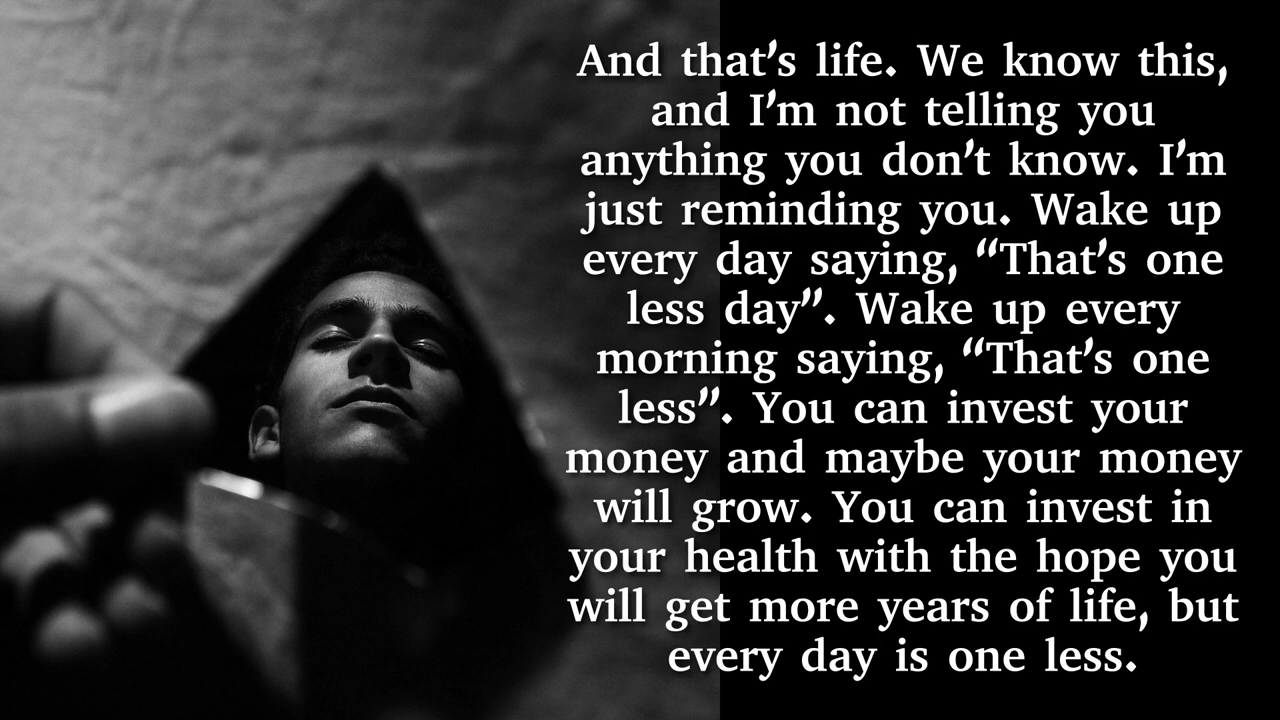 And that’s life. We know this,
and I’m not telling you
anything you don’t know. I’m
just reminding you. Wake up
every day saying, “That’s one
less day”. Wake up every
morning saying, “That’s one
less”. You can invest your
money and maybe your money
will grow. You can invest in
your health with the hope you
will get more years of life, but
every day is one less.